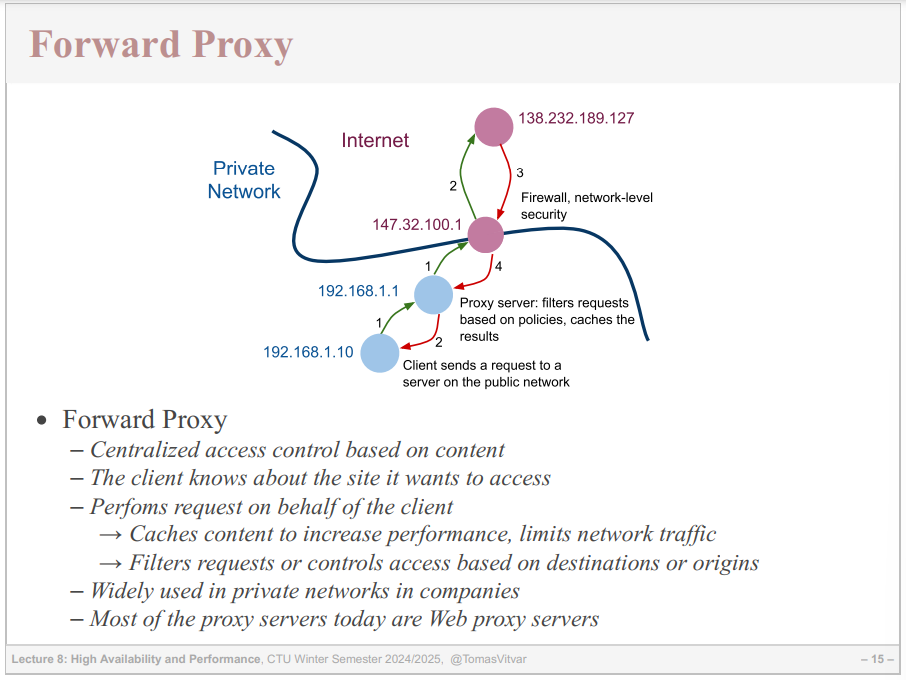 Forward Proxy
138.232.189.127
Internet
Private
Network
2
3
Firewall, network-level
security
147.32.100.1
1
4
192.168.1.1
Proxy server: filters requests
based on policies, caches the
results
1
2
192.168.1.10
Client sends a request to a
server on the public network
● Forward Proxy
– Centralized access control based on content
– The client knows about the site it wants to access
– Perfoms request on behalf of the client
→ Caches content to increase performance, limits network traffic
→ Filters requests or controls access based on destinations or origins
– Widely used in private networks in companies
– Most of the proxy servers today are Web proxy servers
Lecture 8: High Availability and Performance, CTU Winter Semester 2024/2025, @TomasVitvar
– 15 –